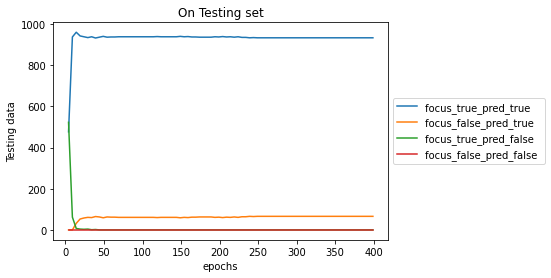 On Testing set
1000
800
600
400
200
0
Testing data
0 50 100 150 200 250 300 350 400
epochs
focus_true_pred_true
focus_false_pred_true
focus_true_pred_false
focus_false_pred_false